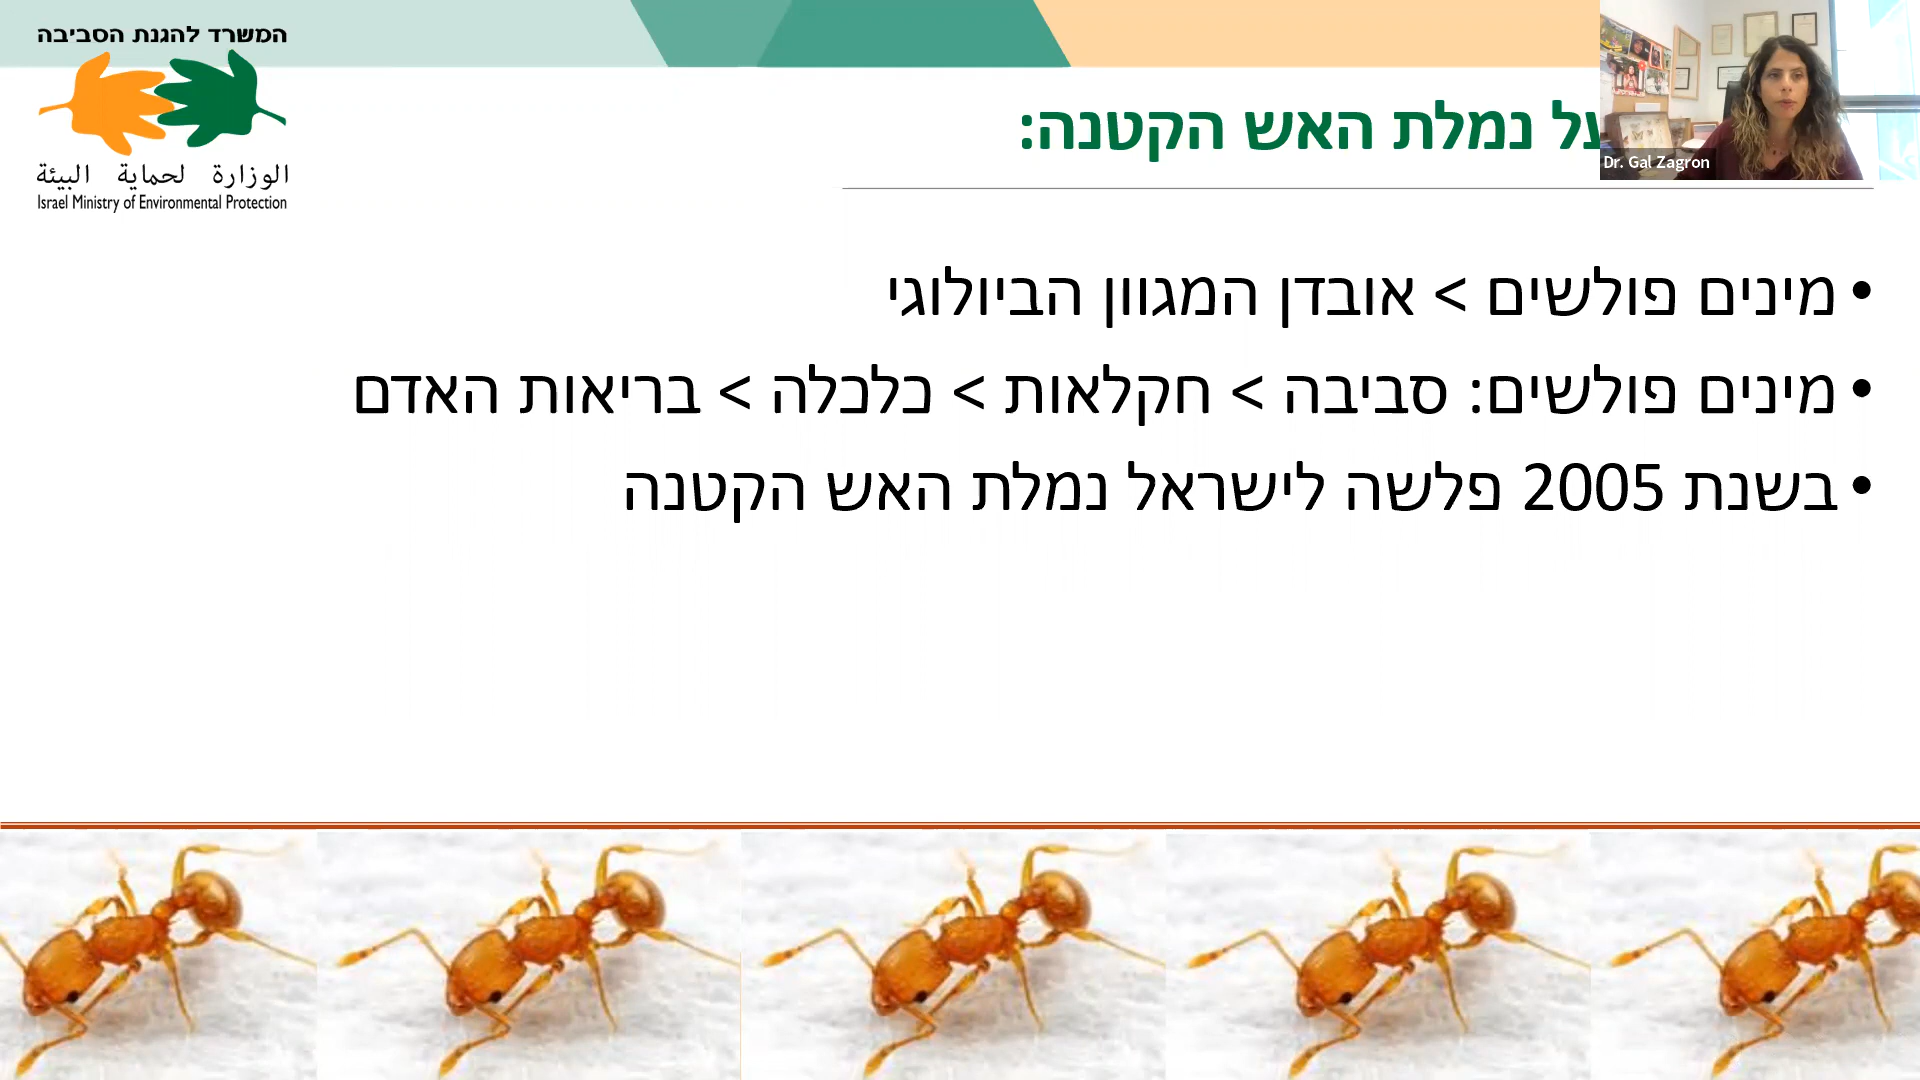 המשרד להגנת הסביבה
الوزارة لحماية البيئة
Israel Ministry of Environmental Protection
על נמלת האש הקטנה:
Dr. Gal Zagron
• מינים פולשים > אובדן המגוון הביולוגי
• מינים פולשים: סביבה > חקלאות > כלכלה > בריאות האדם
• בשנת 2005 פלשה לישראל נמלת האש הקטנה